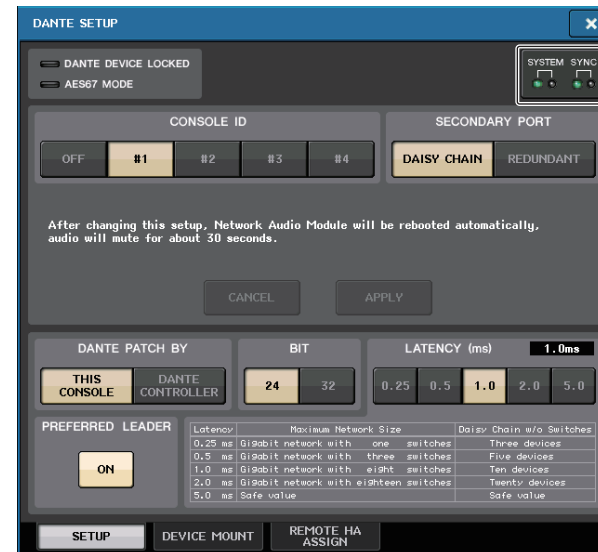 DANTE SETUP
×
DANTE DEVICE LOCKED
AES67 MODE
SYSTEM SYNC
CONSOLE ID
OFF #1 #2 #3 #4
SECONDARY PORT
DAISY CHAIN REDUNDANT
After changing this setup, Network Audio Module will be rebooted automatically,
audio will mute for about 30 seconds.
CANCEL APPLY
DANTE PATCH BY
THIS CONSOLE
DANTE CONTROLLER
BIT
24 32
LATENCY (ms) 1.0ms
0.25 0.5 1.0 2.0 5.0
PREFERRED LEADER
ON
Latency Maximum Network Size Daisy Chain w/o Switches
0.25 ms Gigabit network with one switches Three devices
0.5 ms Gigabit network with three switches Five devices
1.0 ms Gigabit network with eight switches Ten devices
2.0 ms Gigabit network with eighteen switches Twenty devices
5.0 ms Safe value Safe value
SETUP DEVICE MOUNT REMOTE HA ASSIGN